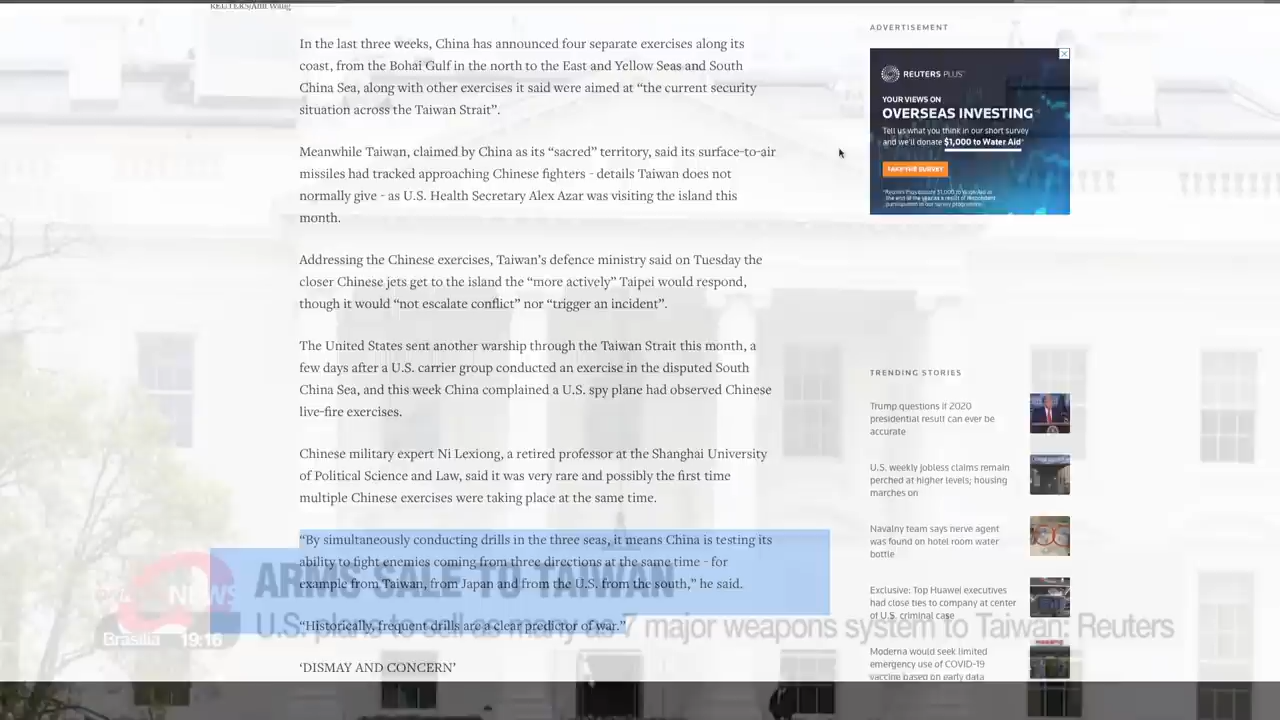 REUTERS/Ann Wang
In the last three weeks, China has announced four separate exercises along its
coast, from the Bohai Gulf in the north to the East and Yellow Seas and South
China Sea, along with other exercises it said were aimed at “the current security
situation across the Taiwan Strait”.
Meanwhile Taiwan, claimed by China as its “sacred” territory, said its surface-to-air
missiles had tracked approaching Chinese fighters - details Taiwan does not
normally give - as U.S. Health Secretary Alex Azar was visiting the island this
month.
Addressing the Chinese exercises, Taiwan’s defence ministry said on Tuesday the
closer Chinese jets get to the island the “more actively” Taipei would respond,
though it would “not escalate conflict” nor “trigger an incident”.
The United States sent another warship through the Taiwan Strait this month, a
few days after a U.S. carrier group conducted an exercise in the disputed South
China Sea, and this week China complained a U.S. spy plane had observed Chinese
live-fire exercises.
Chinese military expert Ni Lexiong, a retired professor at the Shanghai University
of Political Science and Law, said it was very rare and possibly the first time
multiple Chinese exercises were taking place at the same time.
“By simultaneously conducting drills in the three seas, it means China is testing its
ability to fight enemies coming from three directions at the same time - for
example from Taiwan, from Japan and from the U.S. from the south,” he said.
“Historically, frequent drills are a clear predictor of war.”
‘DISMAY AND CONCERN’
7 major weapons system to Taiwan: Reuters
Brasília 19:16
ADVERTISEMENT
REUTERS PLUS
YOUR VIEWS ON
OVERSEAS INVESTING
Tell us what you think in our short survey
and we'll donate $1,000 to Water Aid*
TAKE THE SURVEY
TRENDING STORIES
Trump questions if 2020
presidential result can ever be
accurate
U.S. weekly jobless claims remain
perched at higher levels; housing
marches on
Navalny team says nerve agent
was found on hotel room water
bottle
Exclusive: Top Huawei executives
had close ties to company at center
of U.S. criminal case
Moderna would seek limited
emergency use of COVID-19
vaccine based on early data